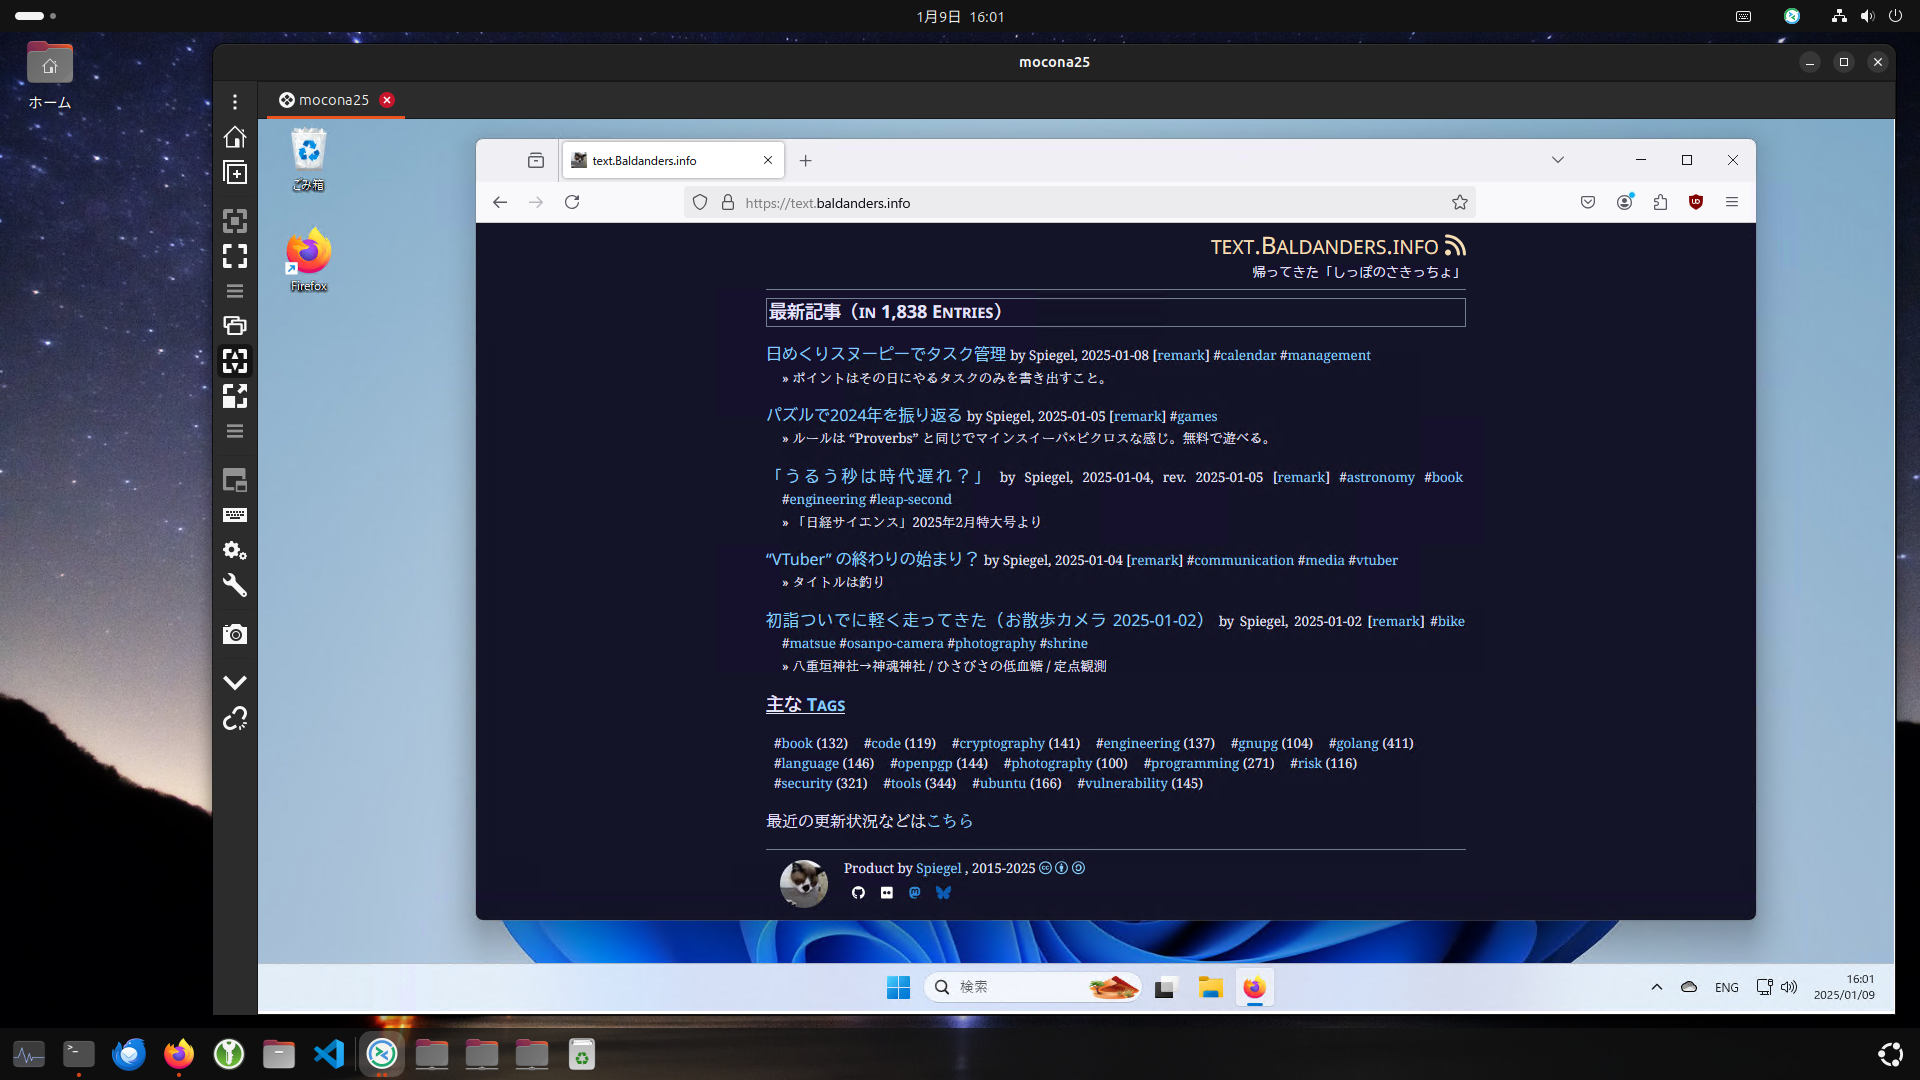 1月9日 16:01
ホーム
mocona25
mocona25
ごみ箱
Firefox
text.Baldanders.info
https://text.baldanders.info
TEXT.BALDANDERS.INFO
帰ってきた「しっぽのさきっちょ」
最新記事（IN 1,838 ENTRIES）
日めくりスヌーピーでタスク管理 by Spiegel, 2025-01-08 [remark] #calendar #management
» ポイントはその日にやるタスクのみを書き出すこと。
パズルで2024年を振り返る by Spiegel, 2025-01-05 [remark] #games
» ルールは “Proverbs” と同じでマインスイーパ×ピクロスな感じ。無料で遊べる。
「うるう秒は時代遅れ？」 by Spiegel, 2025-01-04, rev. 2025-01-05 [remark] #astronomy #book
#engineering #leap-second
» 「日経サイエンス」2025年2月特大号より
“VTuber” の終わりの始まり？ by Spiegel, 2025-01-04 [remark] #communication #media #vtuber
» タイトルは釣り
初詣ついでに軽く走ってきた（お散歩カメラ 2025-01-02） by Spiegel, 2025-01-02 [remark] #bike
#matsue #osanpo-camera #photography #shrine
» 八重垣神社→神魂神社 / ひさびさの低血糖 / 定点観測
主な TAGS
#book (132) #code (119) #cryptography (141) #engineering (137) #gnupg (104) #golang (411)
#language (146) #openpgp (144) #photography (100) #programming (271) #risk (116)
#security (321) #tools (344) #ubuntu (166) #vulnerability (145)
最近の更新状況などはこちら
Product by Spiegel , 2015-2025
検索
ENG
16:01
2025/01/09